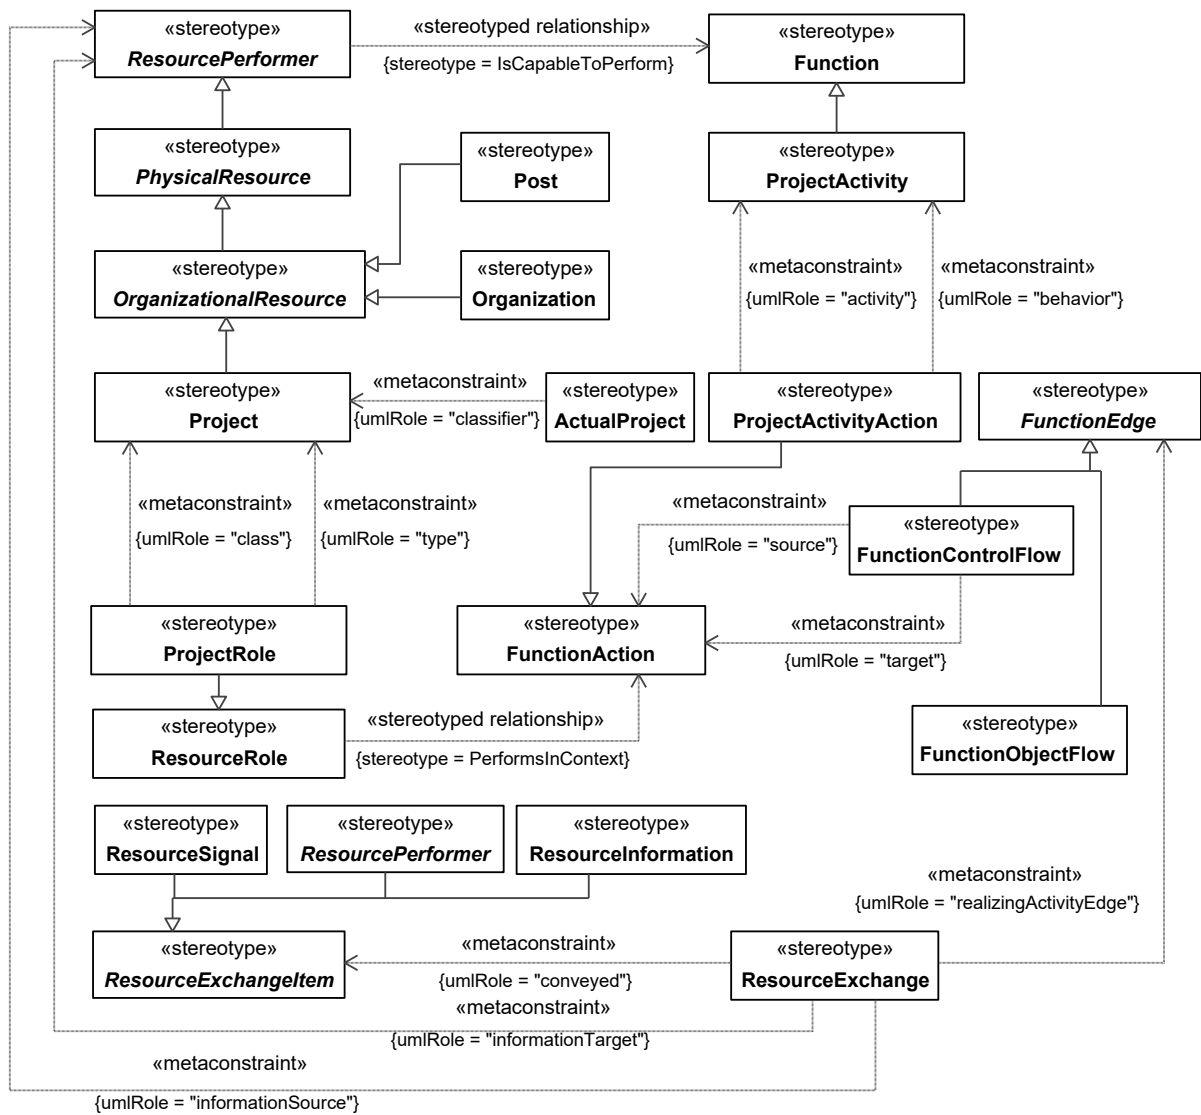 «stereotype»
ResourcePerformer
«stereotyped relationship»
{stereotype = IsCapableToPerform}
«stereotype»
Function
«stereotype»
PhysicalResource
«stereotype»
Post
«stereotype»
ProjectActivity
«stereotype»
OrganizationalResource
«stereotype»
Organization
«metaconstraint»
{umlRole = "activity"}
«metaconstraint»
{umlRole = "behavior"}
«stereotype»
Project
«metaconstraint»
{umlRole = "classifier"}
«stereotype»
ActualProject
«stereotype»
ProjectActivityAction
«stereotype»
FunctionEdge
«metaconstraint»
{umlRole = "class"}
«metaconstraint»
{umlRole = "type"}
«metaconstraint»
{umlRole = "source"}
«stereotype»
FunctionControlFlow
«stereotype»
ProjectRole
«stereotype»
FunctionAction
«metaconstraint»
{umlRole = "target"}
«stereotype»
ResourceRole
«stereotyped relationship»
{stereotype = PerformsInContext}
«stereotype»
FunctionObjectFlow
«stereotype»
ResourceSignal
«stereotype»
ResourcePerformer
«stereotype»
ResourceInformation
«metaconstraint»
{umlRole = "realizingActivityEdge"}
«stereotype»
ResourceExchangeItem
«metaconstraint»
{umlRole = "conveyed"}
«stereotype»
ResourceExchange
«metaconstraint»
{umlRole = "informationTarget"}
«metaconstraint»
{umlRole = "informationSource"}